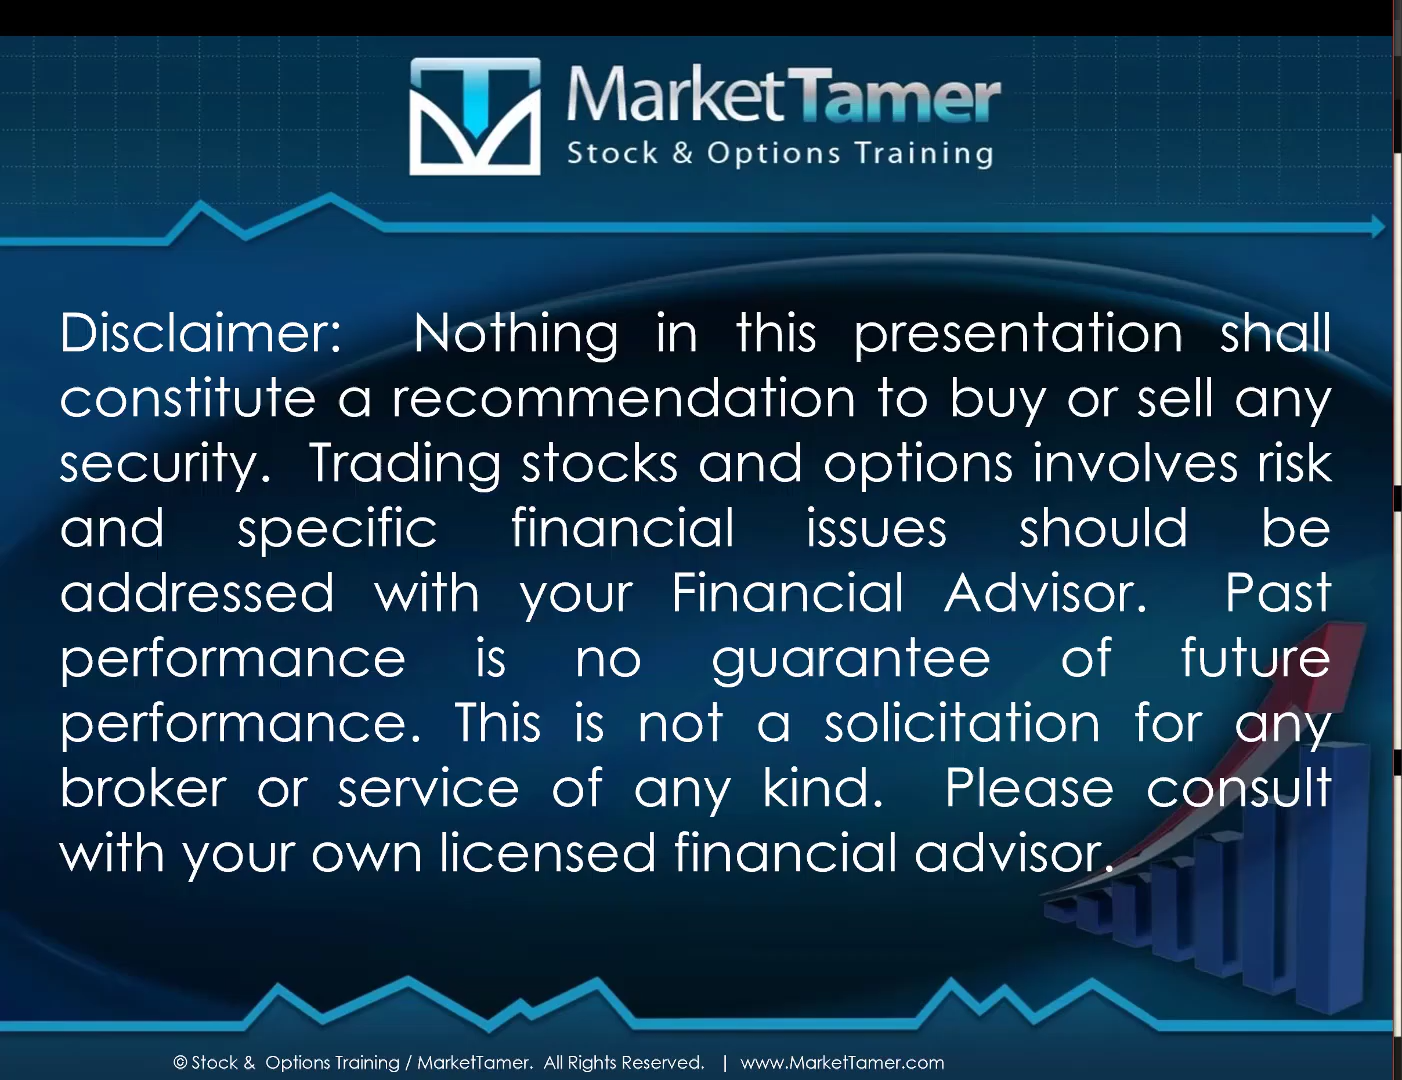 MarketTamer
Stock & Options Training
Disclaimer: Nothing in this presentation shall
constitute a recommendation to buy or sell any
security. Trading stocks and options involves risk
and specific financial issues should be
addressed with your Financial Advisor. Past
performance is no guarantee of future
performance. This is not a solicitation for any
broker or service of any kind. Please consult
with your own licensed financial advisor.
© Stock & Options Training / MarketTamer. All Rights Reserved. | www.MarketTamer.com